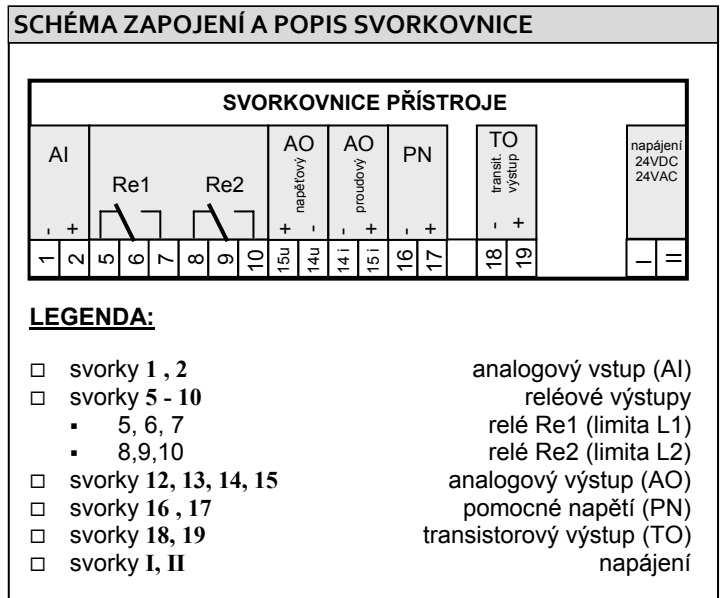 SCHÉMA ZAPOJENÍ A POPIS SVORKOVNICE
SVORKOVNICE PŘÍSTROJE
AI
Re1
Re2
AO
napěťový
AO
proudový
PN
TO
transit.
výstup
napájení
24VDC
24VAC
- +
+ -
- +
- +
- +
1 2 5 6 7 8 9 10 15u 14u 14 i 15 i 16 17 18 19 I II
LEGENDA:
□ svorky 1 , 2 analogový vstup (AI)
□ svorky 5 - 10 reléové výstupy
▪ 5, 6, 7 relé Re1 (limita L1)
▪ 8,9,10 relé Re2 (limita L2)
□ svorky 12, 13, 14, 15 analogový výstup (AO)
□ svorky 16 , 17 pomocné napětí (PN)
□ svorky 18, 19 transistorový výstup (TO)
□ svorky I, II napájení